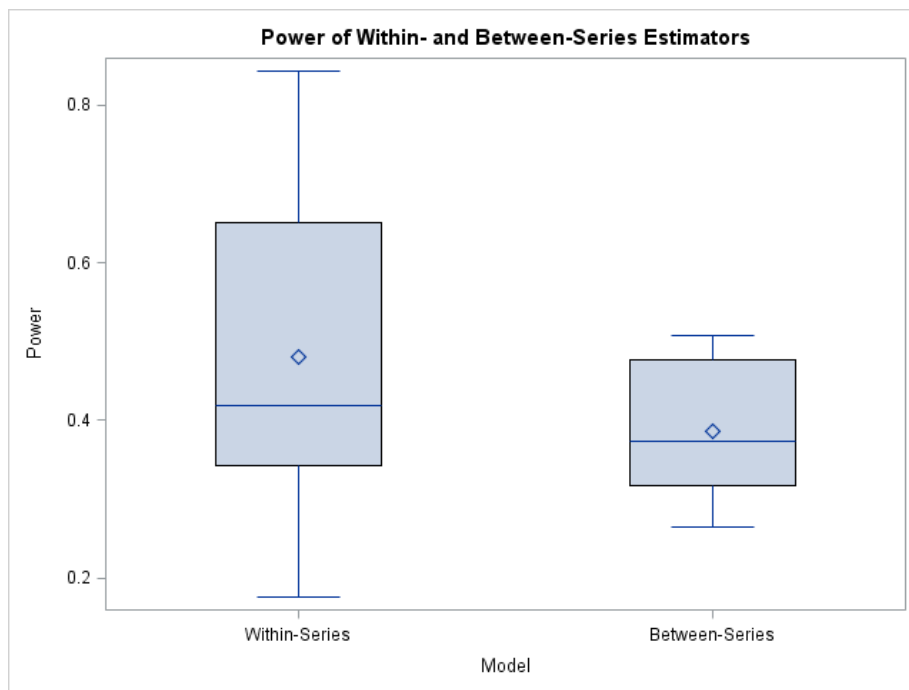 Power of Within- and Between-Series Estimators
0.8
0.6
0.4
0.2
Power
Within-Series
Between-Series
Model